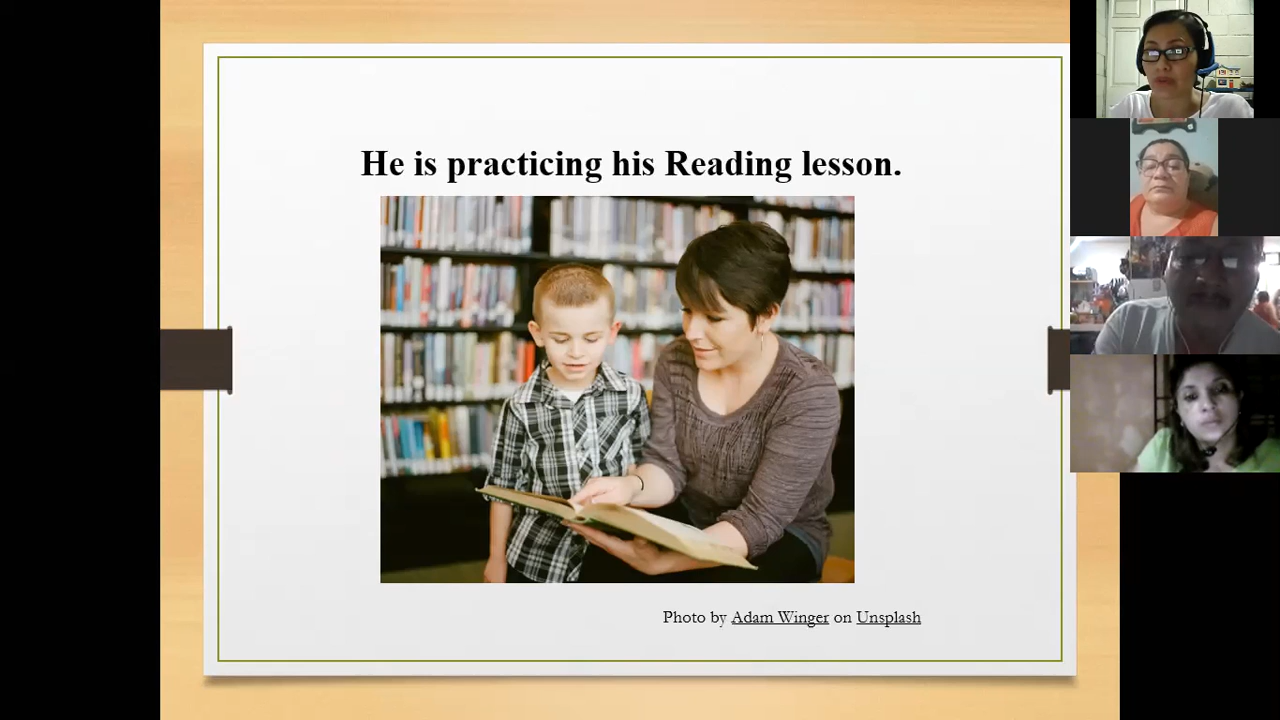 He is practicing his Reading lesson.
Photo by Adam Winger on Unsplash